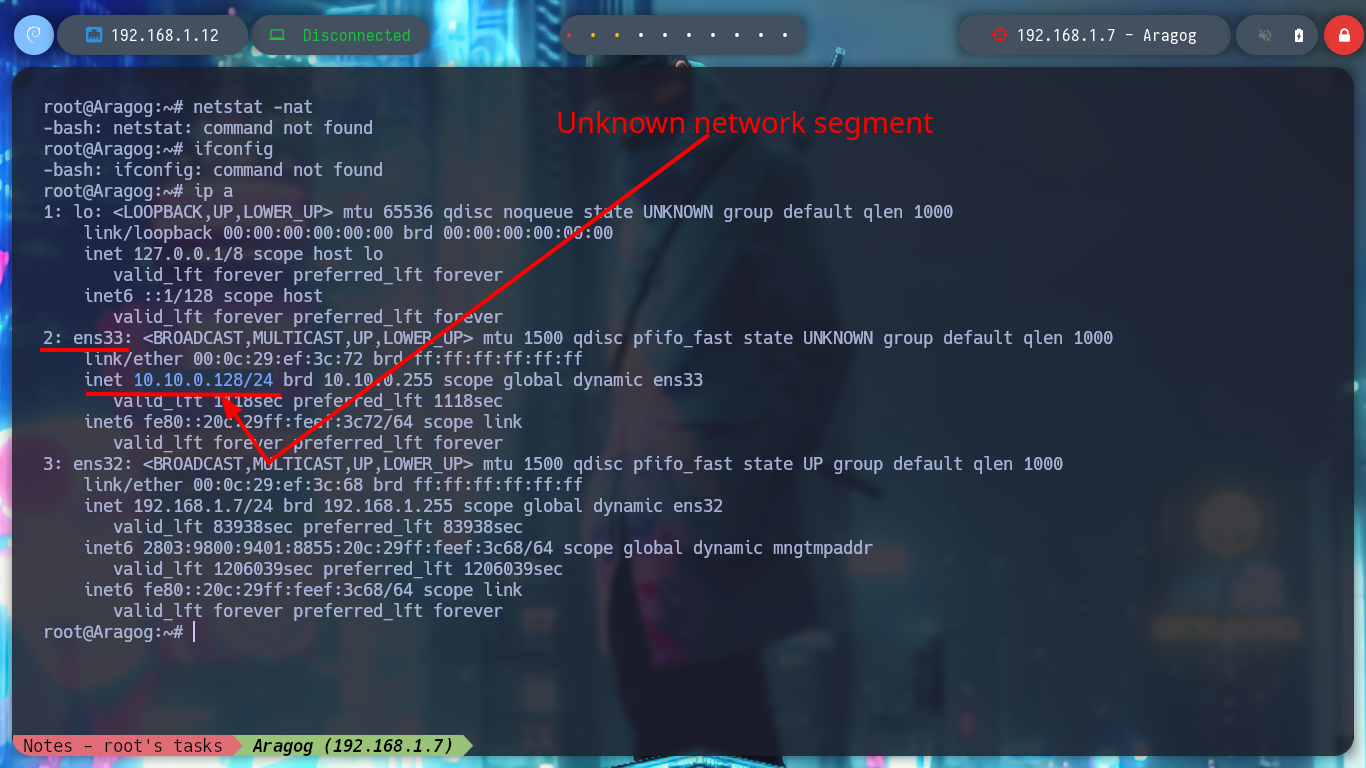 192.168.1.12
Disconnected
192.168.1.7 - Aragog
Unknown network segment
root@Aragog:~# netstat -nat
-bash: netstat: command not found
root@Aragog:~# ifconfig
-bash: ifconfig: command not found
root@Aragog:~# ip a
1: lo: <LOOPBACK,UP,LOWER_UP> mtu 65536 qdisc noqueue state UNKNOWN group default qlen 1000
link/loopback 00:00:00:00:00:00 brd 00:00:00:00:00:00
inet 127.0.0.1/8 scope host lo
valid_lft forever preferred_lft forever
inet6 ::1/128 scope host
valid_lft forever preferred_lft forever
2: ens33: <BROADCAST,MULTICAST,UP,LOWER_UP> mtu 1500 qdisc pfifo_fast state UNKNOWN group default qlen 1000
link/ether 00:0c:29:ef:3c:72 brd ff:ff:ff:ff:ff:ff
inet 10.10.0.128/24 brd 10.10.0.255 scope global dynamic ens33
valid_lft 1118sec preferred_lft 1118sec
inet6 fe80::20c:29ff:feef:3c72/64 scope link
valid_lft forever preferred_lft forever
3: ens32: <BROADCAST,MULTICAST,UP,LOWER_UP> mtu 1500 qdisc pfifo_fast state UP group default qlen 1000
link/ether 00:0c:29:ef:3c:68 brd ff:ff:ff:ff:ff:ff
inet 192.168.1.7/24 brd 192.168.1.255 scope global dynamic ens32
valid_lft 83938sec preferred_lft 83938sec
inet6 2803:9800:9401:8855:20c:29ff:feef:3c68/64 scope global dynamic mngtmpaddr
valid_lft 1206039sec preferred_lft 1206039sec
inet6 fe80::20c:29ff:feef:3c68/64 scope link
valid_lft forever preferred_lft forever
root@Aragog:~#
Notes - root's tasks Aragog (192.168.1.7)